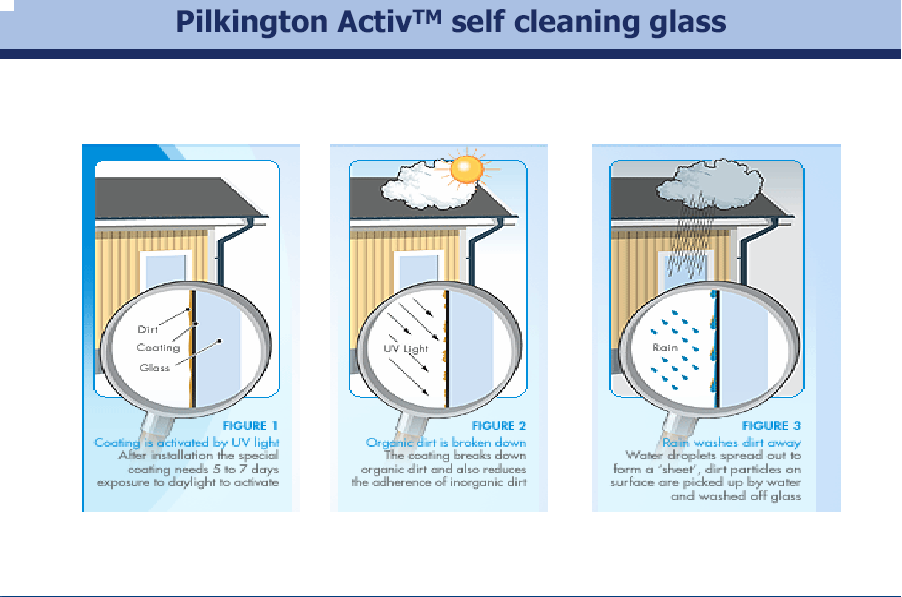 Pilkington Activ™ self cleaning glass
Dirt
Coating
Glass
FIGURE 1
Coating is activated by UV light
After installation the special
coating needs 5 to 7 days
exposure to daylight to activate
UV Light
FIGURE 2
Organic dirt is broken down
The coating breaks down
organic dirt and also reduces
the adherence of inorganic dirt
Rain
FIGURE 3
Rain washes dirt away
Water droplets spread out to
form a ‘sheet’, dirt particles on
surface are picked up by water
and washed off glass